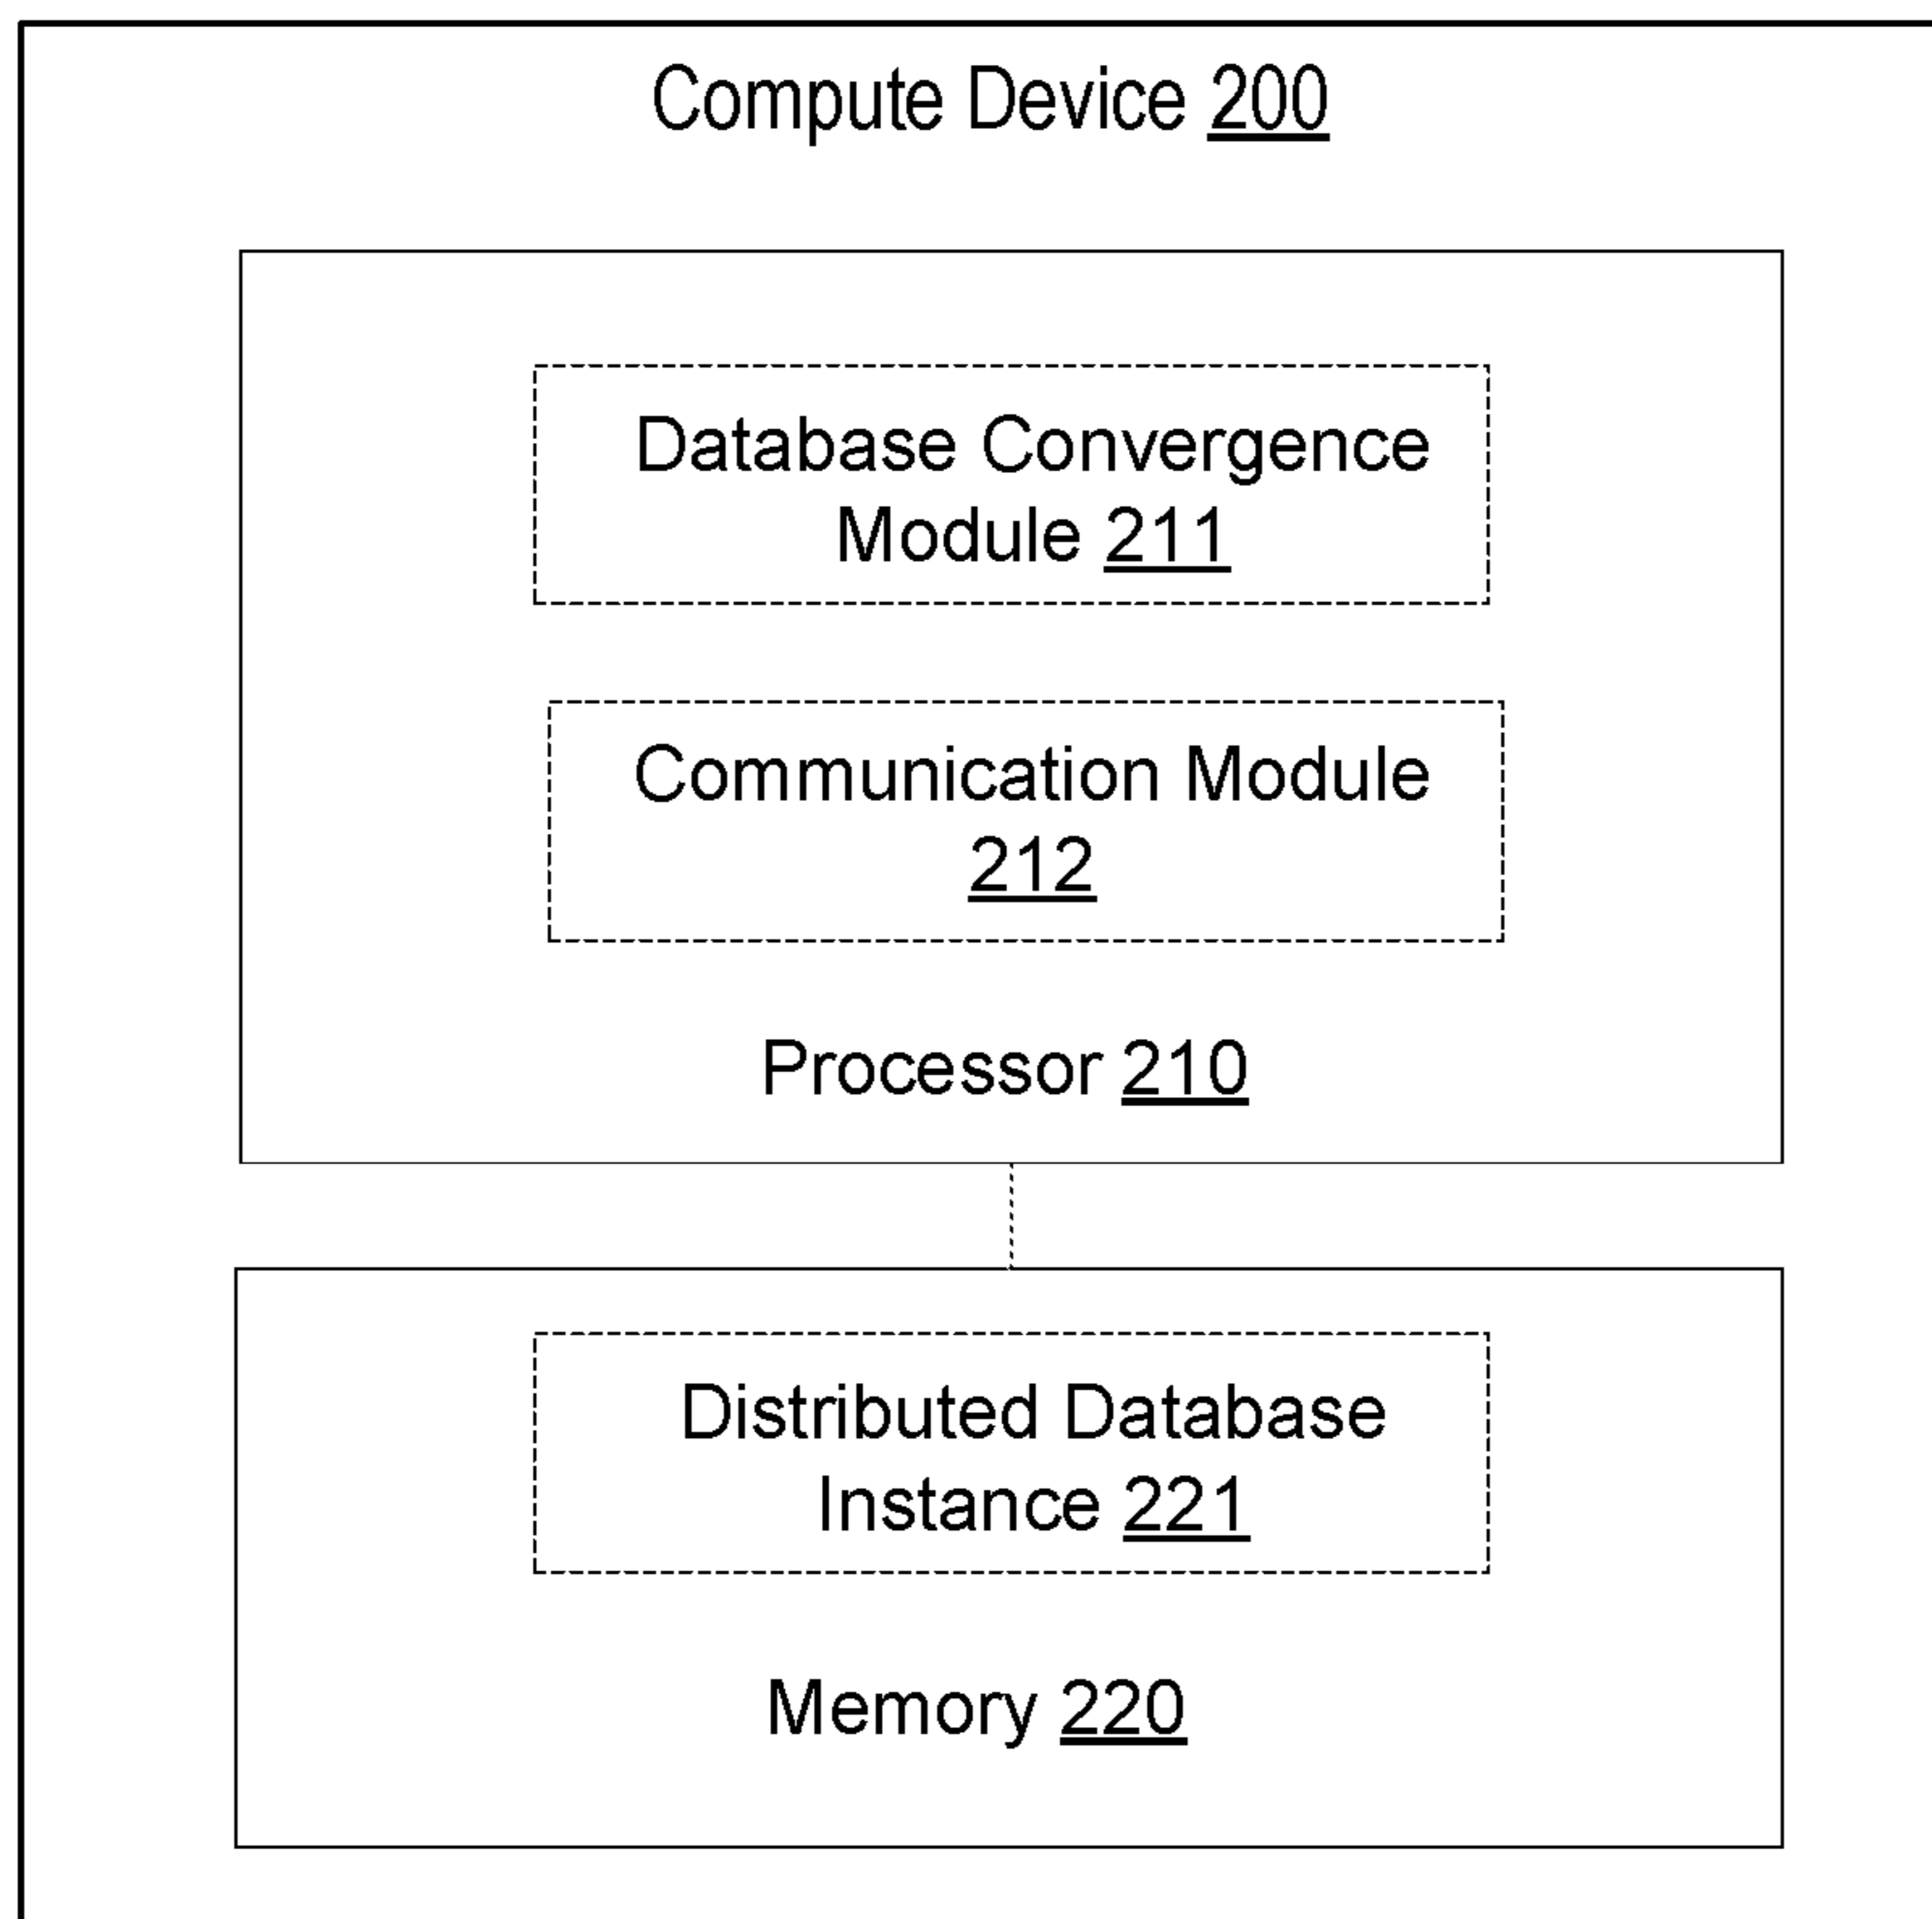 Compute Device 200
Database Convergence
Module 211
Communication Module
212
Processor 210
Distributed Database
Instance 221
Memory 220